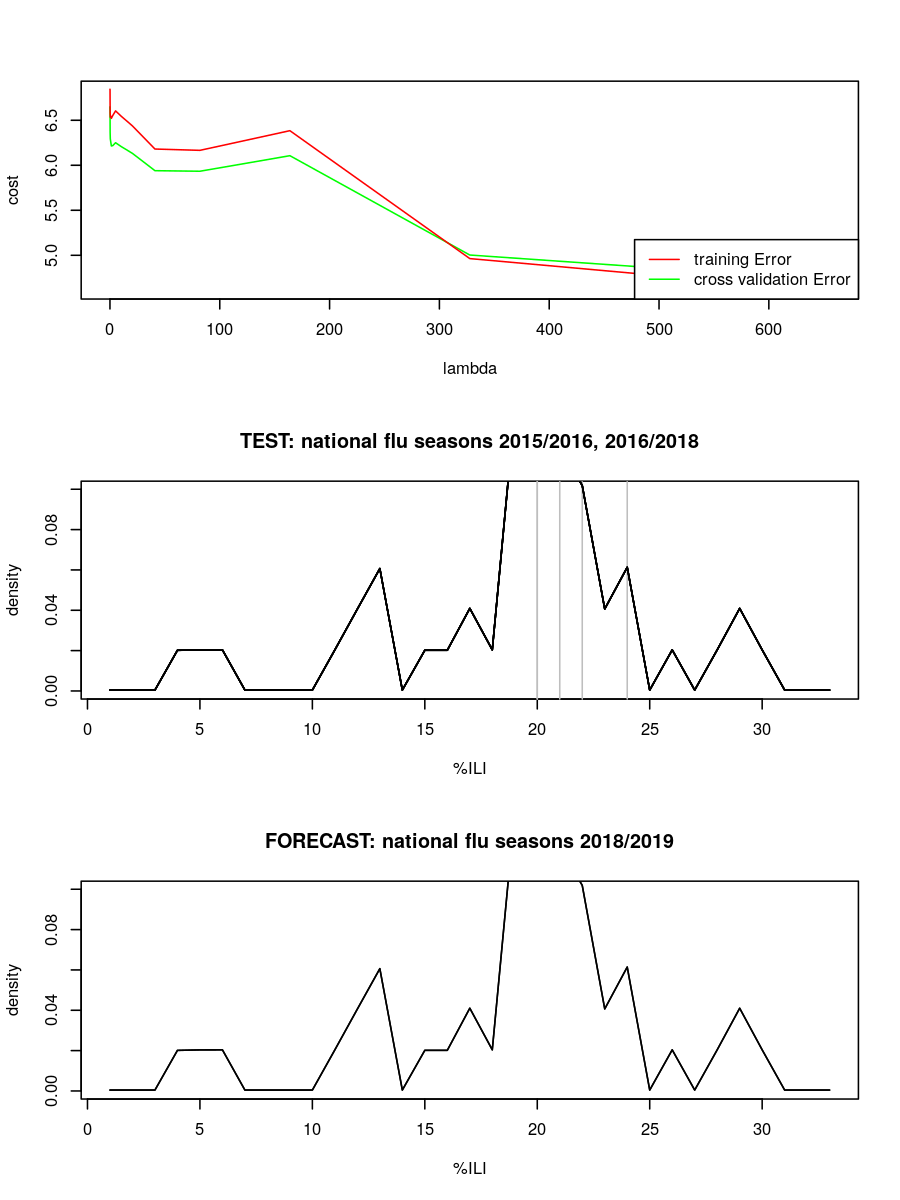 cost
6.5
6.0
5.5
5.0
training Error
cross validation Error
0 100 200 300 400 500 600
lambda
TEST: national flu seasons 2015/2016, 2016/2018
density
0.08
0.04
0.00
0 5 10 15 20 25 30
%ILI
FORECAST: national flu seasons 2018/2019
density
0.08
0.04
0.00
0 5 10 15 20 25 30
%ILI